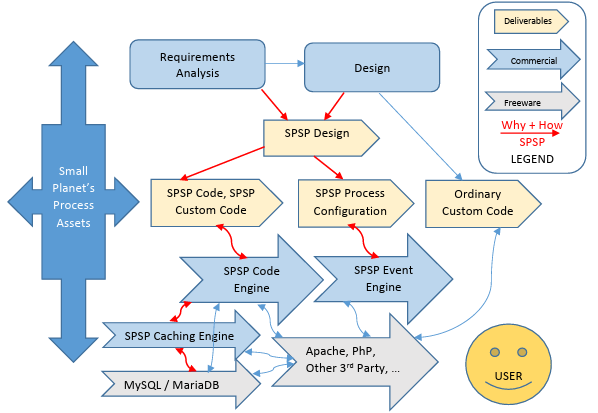 Deliverables
Commercial
Freeware
Why + How
SPSP
LEGEND
Requirements
Analysis
Design
SPSP Design
Small
Planet's
Process
Assets
SPSP Code, SPSP
Custom Code
SPSP Process
Configuration
Ordinary
Custom Code
SPSP Code
Engine
SPSP Event
Engine
SPSP Caching Engine
MySQL / MariaDB
Apache, PhP,
Other 3rd Party, ...
USER